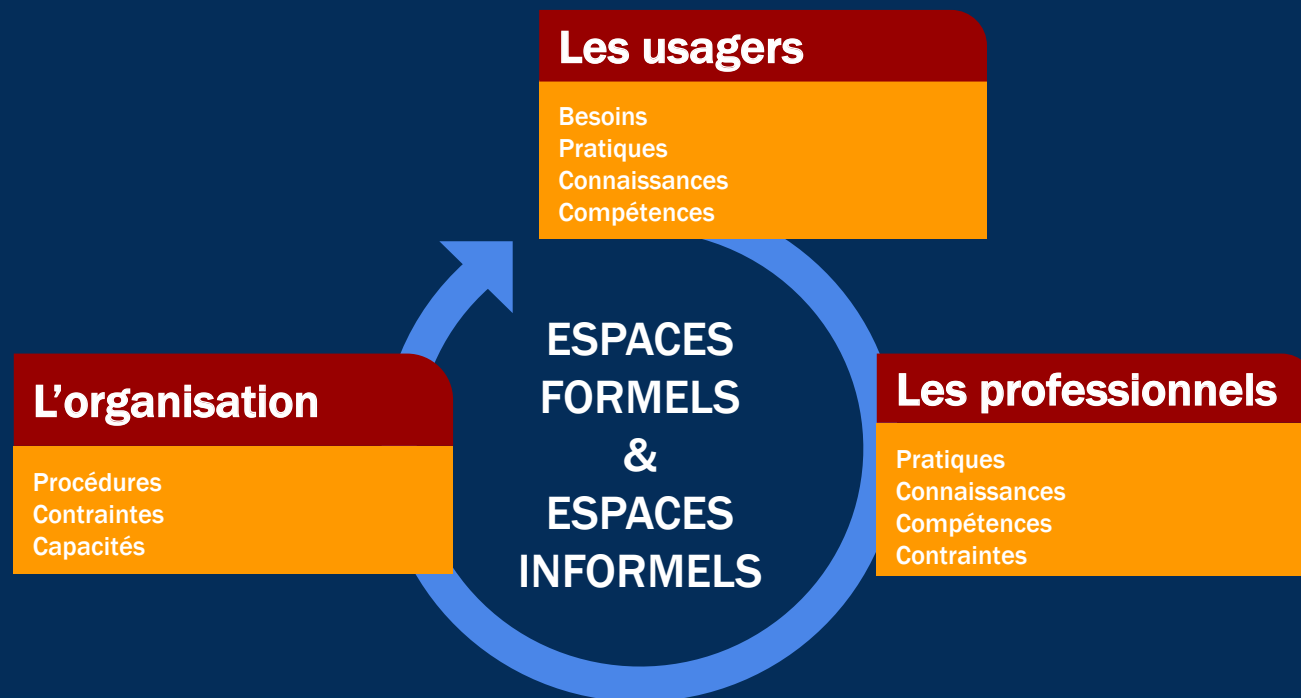 Les usagers
Besoins
Pratiques
Connaissances
Compétences
ESPACES
FORMELS
&
ESPACES
INFORMELS
L’organisation
Procédures
Contraintes
Capacités
Les professionnels
Pratiques
Connaissances
Compétences
Contraintes